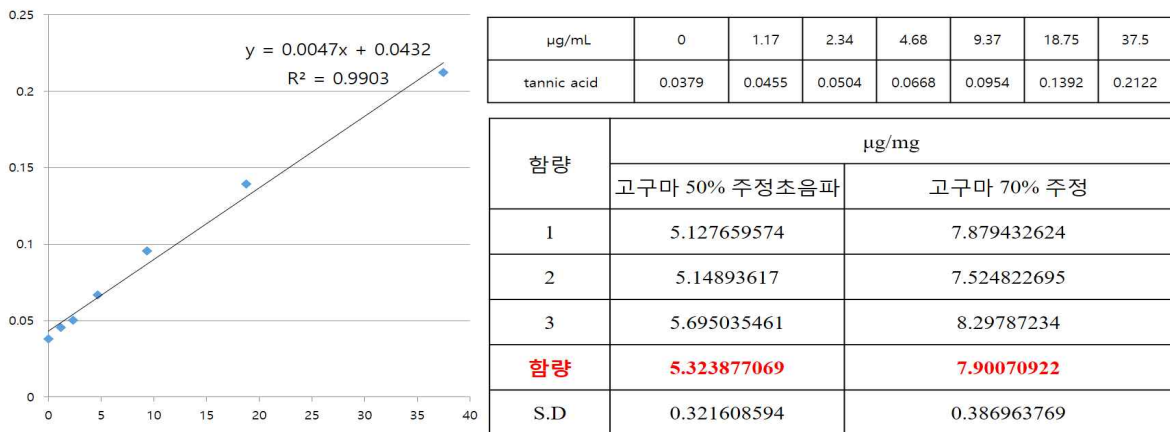 0.25
0.2
0.15
0.1
0.05
0
0 5 10 15 20 25 30 35 40
y = 0.0047x + 0.0432
R² = 0.9903
μg/mL 0 1.17 2.34 4.68 9.37 18.75 37.5
tannic acid 0.0379 0.0455 0.0504 0.0668 0.0954 0.1392 0.2122
함량 μg/mg
고구마 50% 주정초음파 고구마 70% 주정
1 5.127659574 7.879432624
2 5.14893617 7.524822695
3 5.695035461 8.29787234
함량 5.323877069 7.90070922
S.D 0.321608594 0.386963769